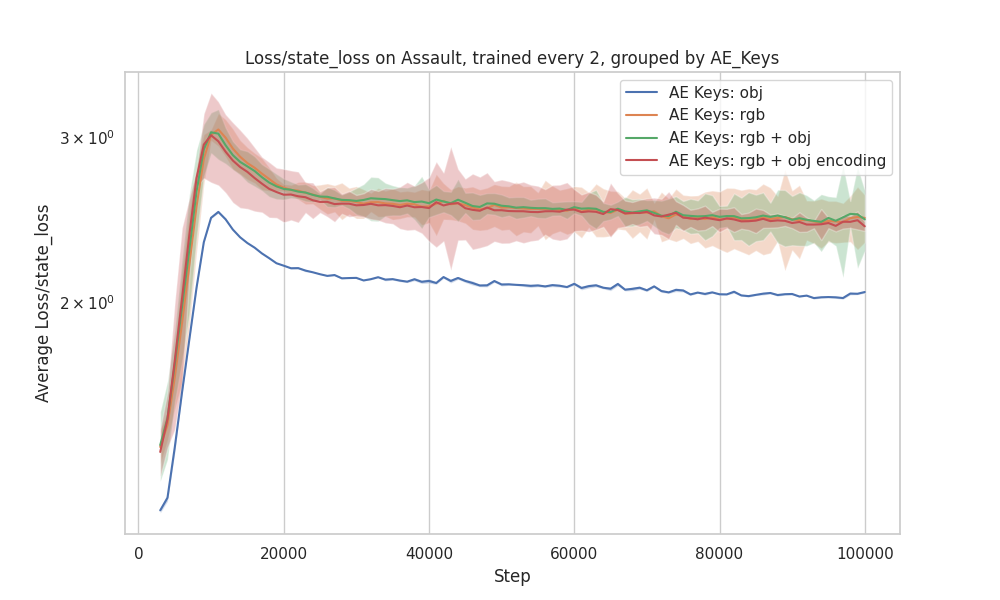 Loss/state_loss on Assault, trained every 2, grouped by AE_Keys
AE Keys: obj
AE Keys: rgb
AE Keys: rgb + obj
AE Keys: rgb + obj encoding
3 × 10⁰
2 × 10⁰
Average Loss/state_loss
0 20000 40000 60000 80000 100000
Step